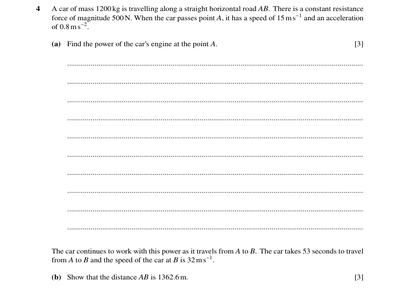 4 A car of mass 1200 kg is travelling along a straight horizontal road AB. There is a constant resistance
force of magnitude 500 N. When the car passes point A, it has a speed of 15 m s⁻¹ and an acceleration
of 0.8 m s⁻².
(a) Find the power of the car's engine at the point A. [3]
The car continues to work with this power as it travels from A to B. The car takes 53 seconds to travel
from A to B and the speed of the car at B is 32 m s⁻¹.
(b) Show that the distance AB is 1362.6 m. [3]